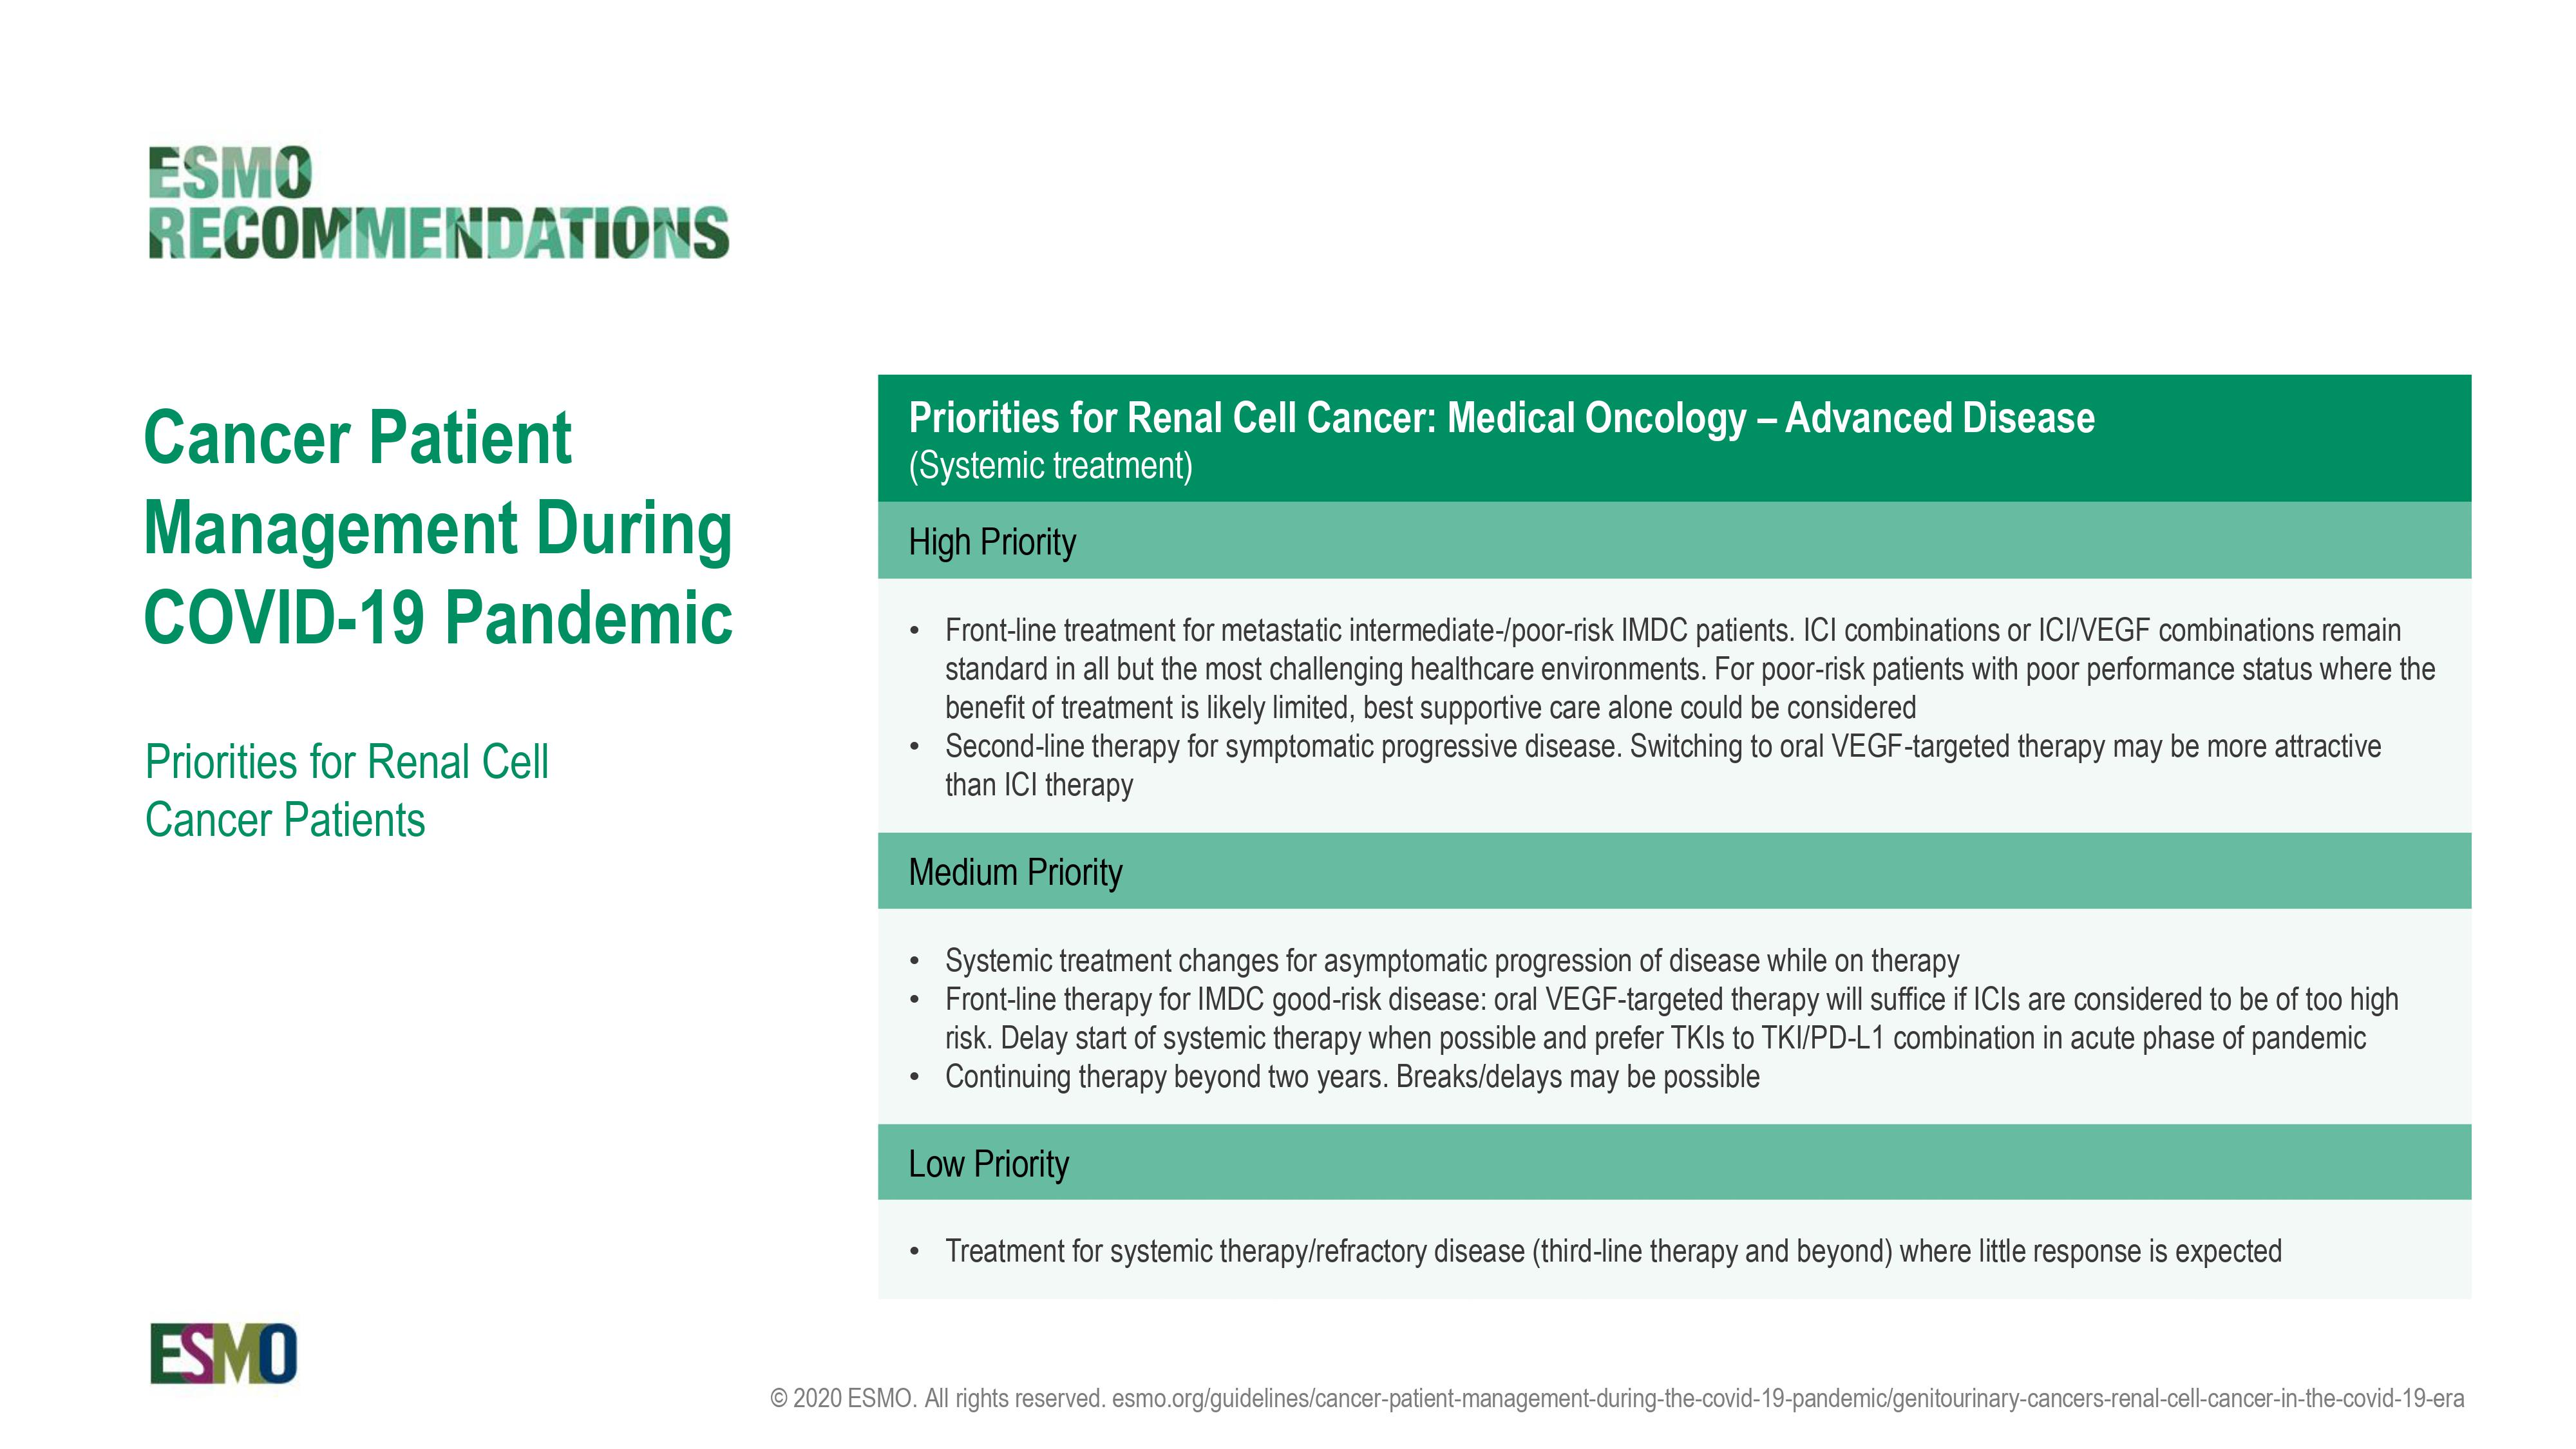 ESMO
RECOMMENDATIONS
Cancer Patient
Management During
COVID-19 Pandemic
Priorities for Renal Cell
Cancer Patients
Priorities for Renal Cell Cancer: Medical Oncology – Advanced Disease
(Systemic treatment)
High Priority
• Front-line treatment for metastatic intermediate-/poor-risk IMDC patients. ICI combinations or ICI/VEGF combinations remain
standard in all but the most challenging healthcare environments. For poor-risk patients with poor performance status where the
benefit of treatment is likely limited, best supportive care alone could be considered
• Second-line therapy for symptomatic progressive disease. Switching to oral VEGF-targeted therapy may be more attractive
than ICI therapy
Medium Priority
• Systemic treatment changes for asymptomatic progression of disease while on therapy
• Front-line therapy for IMDC good-risk disease: oral VEGF-targeted therapy will suffice if ICIs are considered to be of too high
risk. Delay start of systemic therapy when possible and prefer TKIs to TKI/PD-L1 combination in acute phase of pandemic
• Continuing therapy beyond two years. Breaks/delays may be possible
Low Priority
• Treatment for systemic therapy/refractory disease (third-line therapy and beyond) where little response is expected
ESMO
© 2020 ESMO. All rights reserved. esmo.org/guidelines/cancer-patient-management-during-the-covid-19-pandemic/genitourinary-cancers-renal-cell-cancer-in-the-covid-19-era